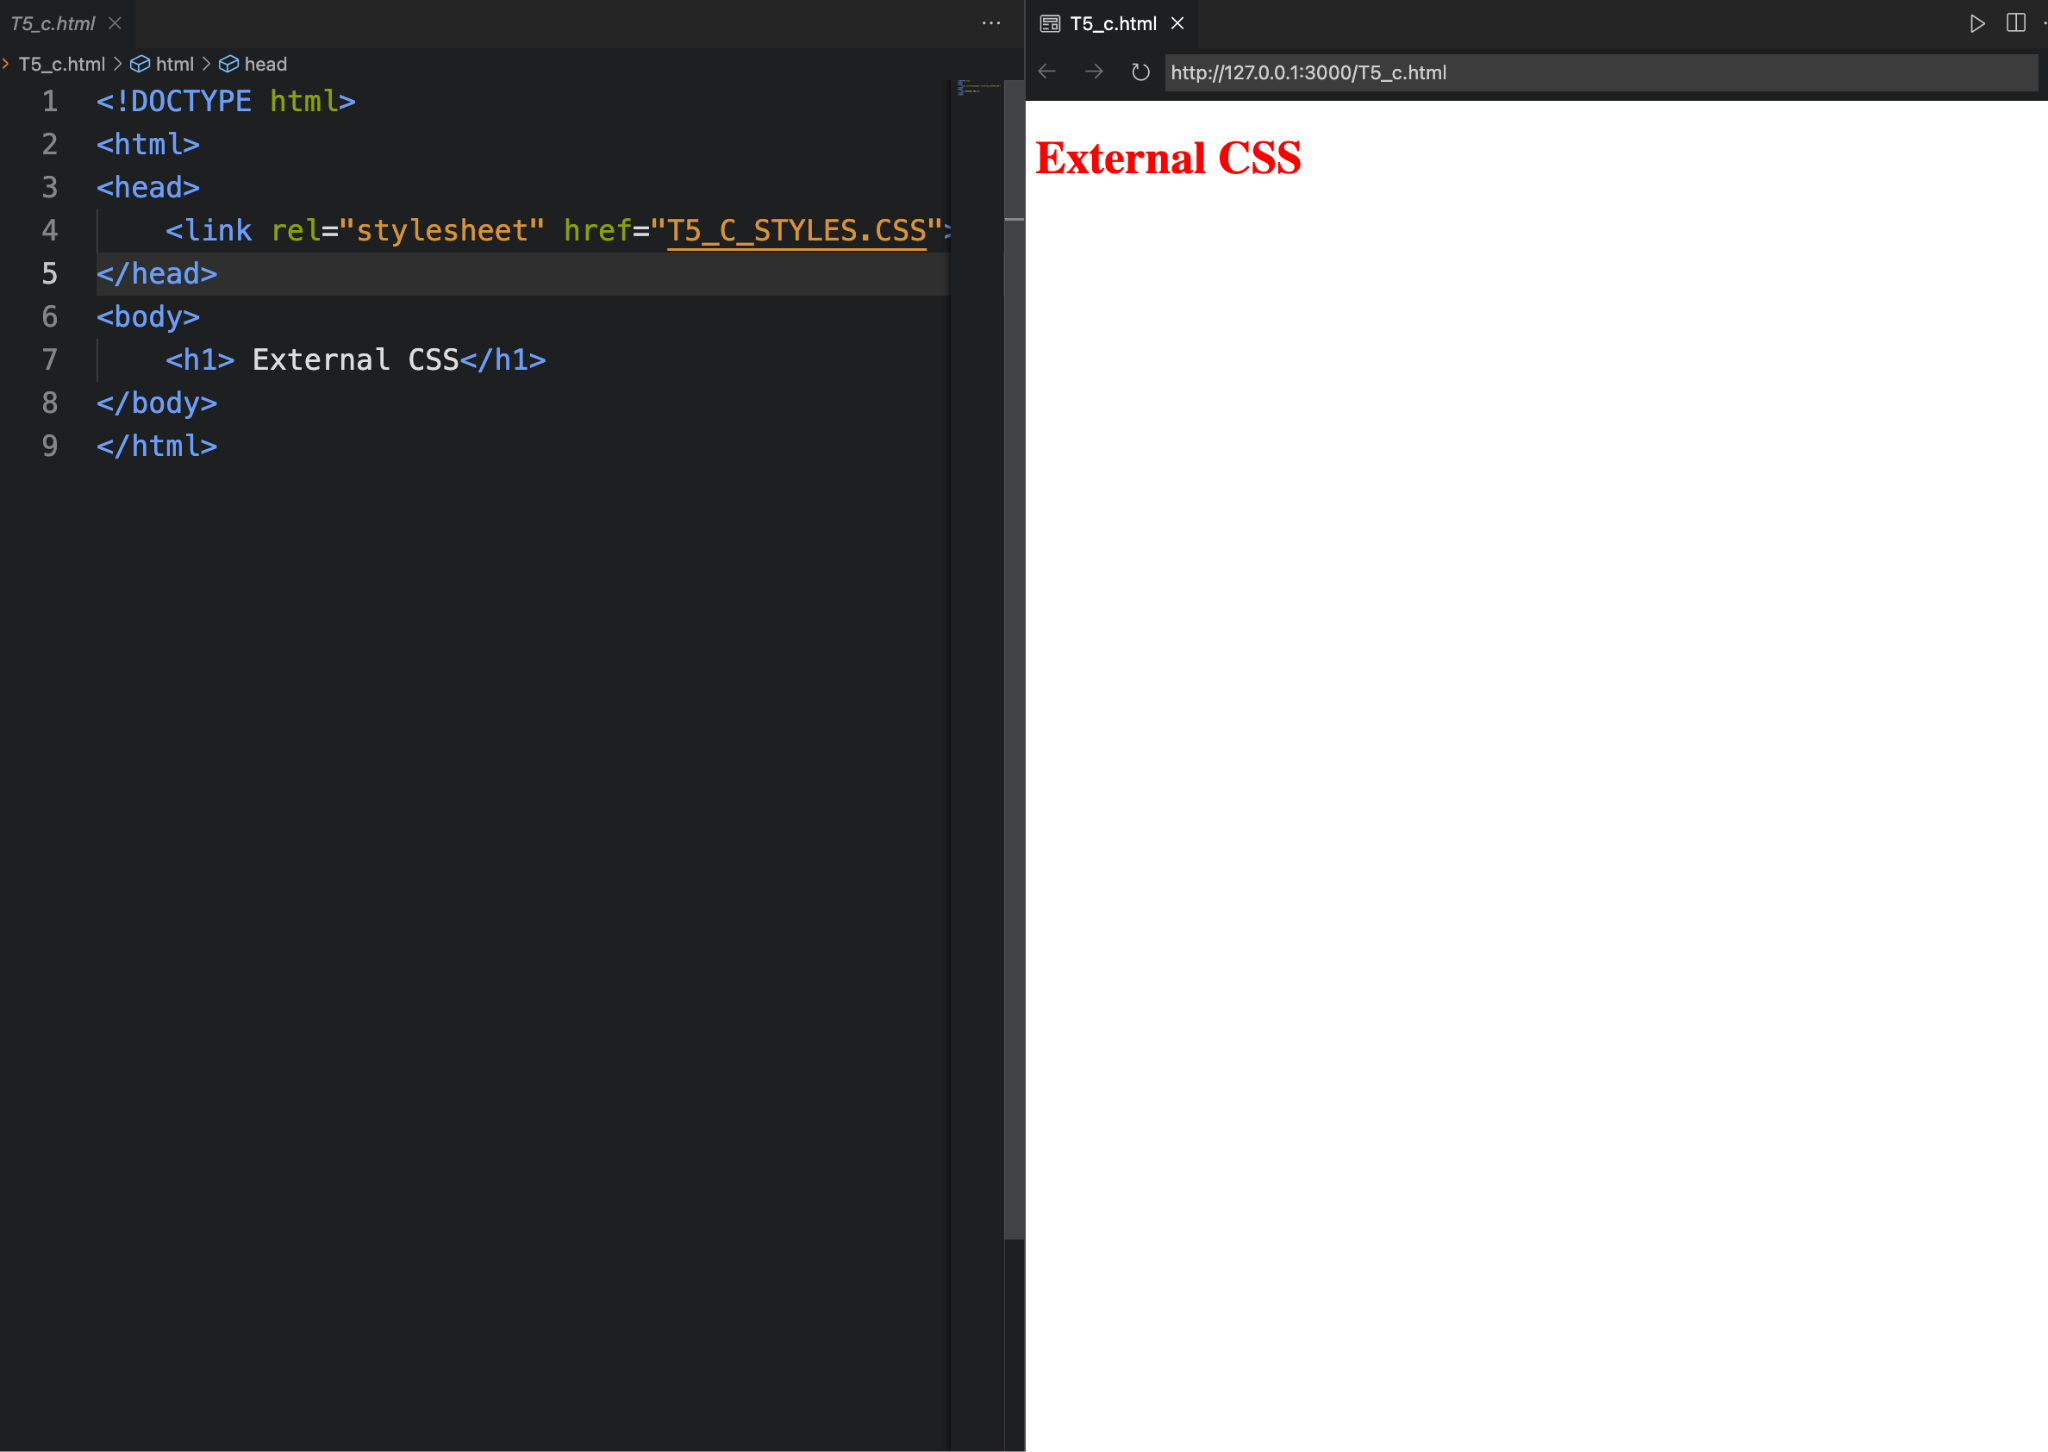 T5_c.html
T5_c.html > html > head
1 <!DOCTYPE html>
2 <html>
3 <head>
4     <link rel="stylesheet" href="T5_C_STYLES.CSS">
5 </head>
6 <body>
7     <h1> External CSS</h1>
8 </body>
9 </html>
T5_c.html
http://127.0.0.1:3000/T5_c.html
External CSS